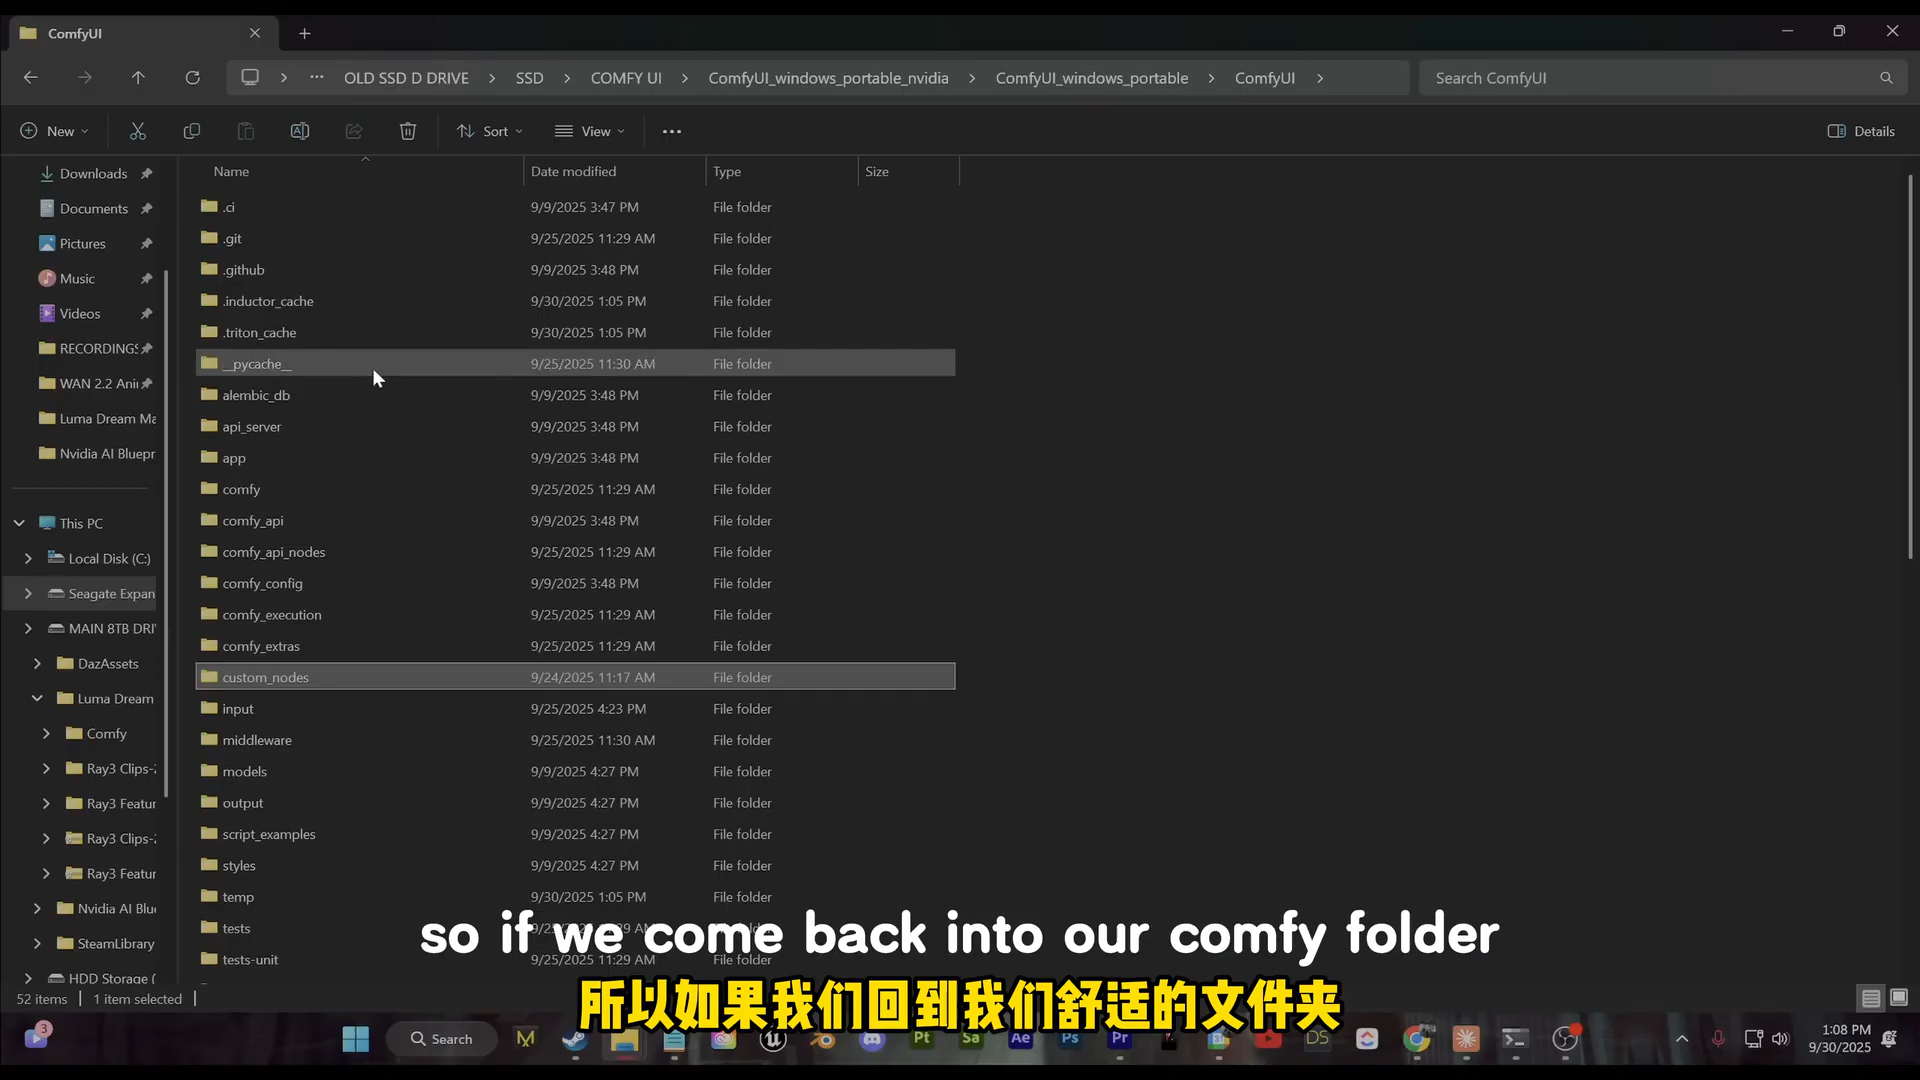 ComfyUI
OLD SSD D DRIVE > SSD > COMFY UI > ComfyUI_windows_portable_nvidia > ComfyUI_windows_portable > ComfyUI >
Search ComfyUI
New
Sort
View
Details
Name Date modified Type Size
Downloads
Documents
Pictures
Music
Videos
RECORDINGS
WAN 2.2 Ani
Luma Dream Ma
Nvidia AI Bluepr
This PC
Local Disk (C:)
Seagate Expan
MAIN 8TB DRI
DazAssets
Luma Dream
Comfy
Ray3 Clips-
Ray3 Featur
Ray3 Clips-
Ray3 Featur
Nvidia AI Blu
SteamLibrary
HDD Storage (
.ci 9/9/2025 3:47 PM File folder
.git 9/25/2025 11:29 AM File folder
.github 9/9/2025 3:48 PM File folder
.inductor_cache 9/30/2025 1:05 PM File folder
.triton_cache 9/30/2025 1:05 PM File folder
__pycache__ 9/25/2025 11:30 AM File folder
alembic_db 9/9/2025 3:48 PM File folder
api_server 9/9/2025 3:48 PM File folder
app 9/9/2025 3:48 PM File folder
comfy 9/25/2025 11:29 AM File folder
comfy_api 9/9/2025 3:48 PM File folder
comfy_api_nodes 9/25/2025 11:29 AM File folder
comfy_config 9/9/2025 3:48 PM File folder
comfy_execution 9/25/2025 11:29 AM File folder
comfy_extras 9/25/2025 11:29 AM File folder
custom_nodes 9/24/2025 11:17 AM File folder
input 9/25/2025 4:23 PM File folder
middleware 9/25/2025 11:30 AM File folder
models 9/9/2025 4:27 PM File folder
output 9/9/2025 4:27 PM File folder
script_examples 9/9/2025 4:27 PM File folder
styles 9/9/2025 4:27 PM File folder
temp 9/30/2025 1:05 PM File folder
tests File folder
tests-unit 9/25/2025 11:29 AM File folder
so if we come back into our comfy folder
所以如果我们回到我们舒适的文件夹
52 items 1 item selected
3
Search
Pt
Sa
Ae
Ps
Pr
DS
1:08 PM
9/30/2025